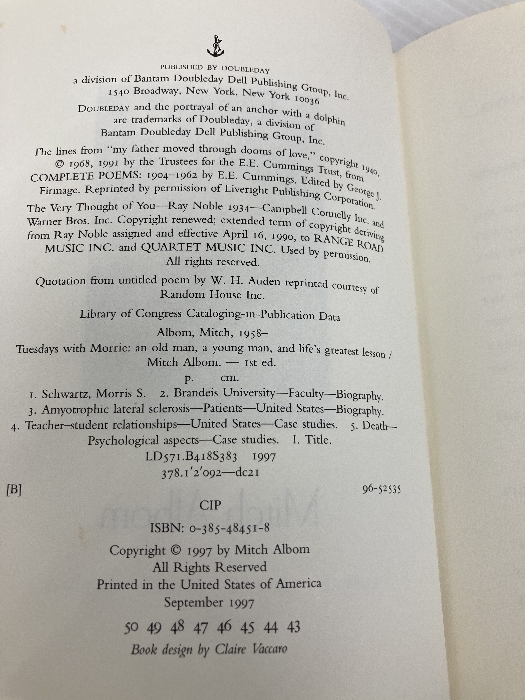 PUBLISHED BY DOUBLEDAY
a division of Bantam Doubleday Dell Publishing Group, Inc.
1540 Broadway, New York, New York 10036
DOUBLEDAY and the portrayal of an anchor with a dolphin
are trademarks of Doubleday, a division of
Bantam Doubleday Dell Publishing Group, Inc.
The lines from "my father moved through dooms of love," copyright 1940,
© 1968, 1991 by the Trustees for the E.E. Cummings Trust, from
COMPLETE POEMS: 1904-1962 by E.E. Cummings. Edited by George J.
Firmage. Reprinted by permission of Liveright Publishing Corporation.
The Very Thought of You—Ray Noble 1934—Campbell Connelly Inc. and
Warner Bros. Inc. Copyright renewed; extended term of copyright deriving
from Ray Noble assigned and effective April 16, 1990, to RANGE ROAD
MUSIC INC. and QUARTET MUSIC INC. Used by permission.
All rights reserved.
Quotation from untitled poem by W. H. Auden reprinted courtesy of
Random House Inc.
Library of Congress Cataloging-in-Publication Data
Albom, Mitch, 1958–
Tuesdays with Morrie: an old man, a young man, and life's greatest lesson /
Mitch Albom. — 1st ed.
p. cm.
1. Schwartz, Morris S. 2. Brandeis University—Faculty—Biography.
3. Amyotrophic lateral sclerosis—Patients—United States—Biography.
4. Teacher-student relationships—United States—Case studies. 5. Death—
Psychological aspects—Case studies. I. Title.
LD571.B418S383 1997
378.1'2'092—dc21
[B] 96-52535
CIP
ISBN: 0-385-48451-8
Copyright © 1997 by Mitch Albom
All Rights Reserved
Printed in the United States of America
September 1997
50 49 48 47 46 45 44 43
Book design by Claire Vaccaro